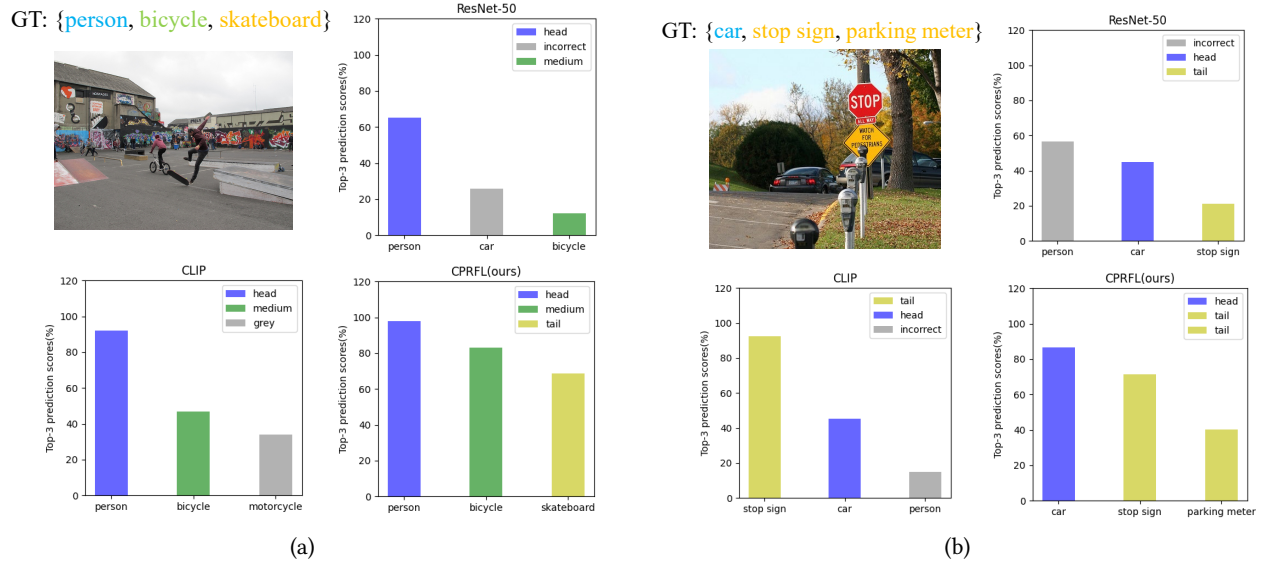 GT: {person, bicycle, skateboard}
ResNet-50
head
incorrect
medium
Top-3 prediction scores(%)
120
100
80
60
40
20
0
person car bicycle
CLIP
head
medium
grey
Top-3 prediction scores(%)
120
100
80
60
40
20
0
person bicycle motorcycle
CPRFL(ours)
head
medium
tail
Top-3 prediction scores(%)
120
100
80
60
40
20
0
person bicycle skateboard
(a)
GT: {car, stop sign, parking meter}
STOP
ALL WAY
WATCH
FOR
PEDESTRIANS
ResNet-50
incorrect
head
tail
Top-3 prediction scores(%)
120
100
80
60
40
20
0
person car stop sign
CLIP
tail
head
incorrect
Top-3 prediction scores(%)
120
100
80
60
40
20
0
stop sign car person
CPRFL(ours)
head
tail
tail
Top-3 prediction scores(%)
120
100
80
60
40
20
0
car stop sign parking meter
(b)